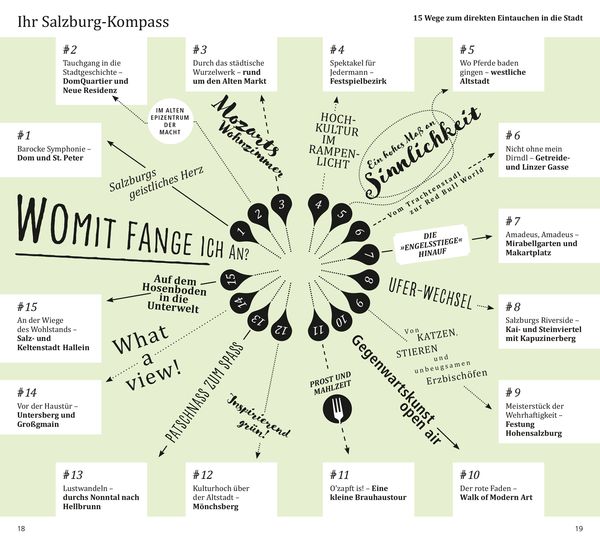 Ihr Salzburg-Kompass
15 Wege zum direkten Eintauchen in die Stadt
#2
Tauchgang in die
Stadtgeschichte –
DomQuartier und
Neue Residenz
#3
Durch das städtische
Wurzelwerk – rund
um den Alten Markt
#4
Spektakel für
Jedermann –
Festspielbezirk
#5
Wo Pferde baden
gingen – westliche
Altstadt
#1
Barocke Symphonie –
Dom und St. Peter
IM ALTEN
EPIZENTRUM
DER
MACHT
Mozarts
Wohnzimmer
HOCH-
KULTUR
IM
RAMPEN-
LICHT
Ein hohes Maß an
Sinnlichkeit
#6
Nicht ohne mein
Dirndl – Getreide-
und Linzer Gasse
Salzburgs
geistliches Herz
Vom Trachtenstadl
zur Red Bull World
WOMIT FANGE ICH AN?
1
2
3
4
5
6
7
8
9
10
11
12
13
14
15
DIE
»ENGELSSTIEGE«
HINAUF
#7
Amadeus, Amadeus –
Mirabellgarten und
Makartplatz
Auf dem
Hosenboden
in die
Unterwelt
UFER-WECHSEL
#15
An der Wiege
des Wohlstands –
Salz- und
Keltenstadt Hallein
#8
Salzburgs Riverside –
Kai- und Steinviertel
mit Kapuzinerberg
What
a
view!
PATSCHNASS ZUM SPASS
Inspirierend
grün!
PROST UND
MAHLZEIT
Gegenwartskunst
open air
Von KATZEN,
STIEREN
und
unbeugsamen
Erzbischöfen
#14
Vor der Haustür –
Untersberg und
Großgmain
#9
Meisterstück der
Wehrhaftigkeit –
Festung
Hohensalzburg
#13
Lustwandeln –
durchs Nonntal nach
Hellbrunn
#12
Kulturhoch über
der Altstadt –
Mönchsberg
#11
O'zapft is! – Eine
kleine Brauhaustour
#10
Der rote Faden –
Walk of Modern Art
18
19